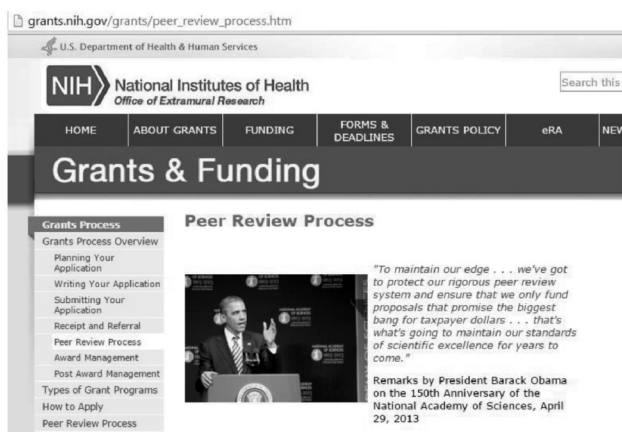 grants.nih.gov/grants/peer_review_process.htm
U.S. Department of Health & Human Services
NIH National Institutes of Health
Office of Extramural Research
Search this
HOME
ABOUT GRANTS
FUNDING
FORMS &
DEADLINES
GRANTS POLICY
eRA
NEW
Grants & Funding
Grants Process
Grants Process Overview
Planning Your
Application
Writing Your Application
Submitting Your
Application
Receipt and Referral
Peer Review Process
Award Management
Post Award Management
Types of Grant Programs
How to Apply
Peer Review Process
Peer Review Process
"To maintain our edge . . . we've got
to protect our rigorous peer review
system and ensure that we only fund
proposals that promise the biggest
bang for taxpayer dollars . . . that's
what's going to maintain our standards
of scientific excellence for years to
come."
Remarks by President Barack Obama
on the 150th Anniversary of the
National Academy of Sciences, April
29, 2013